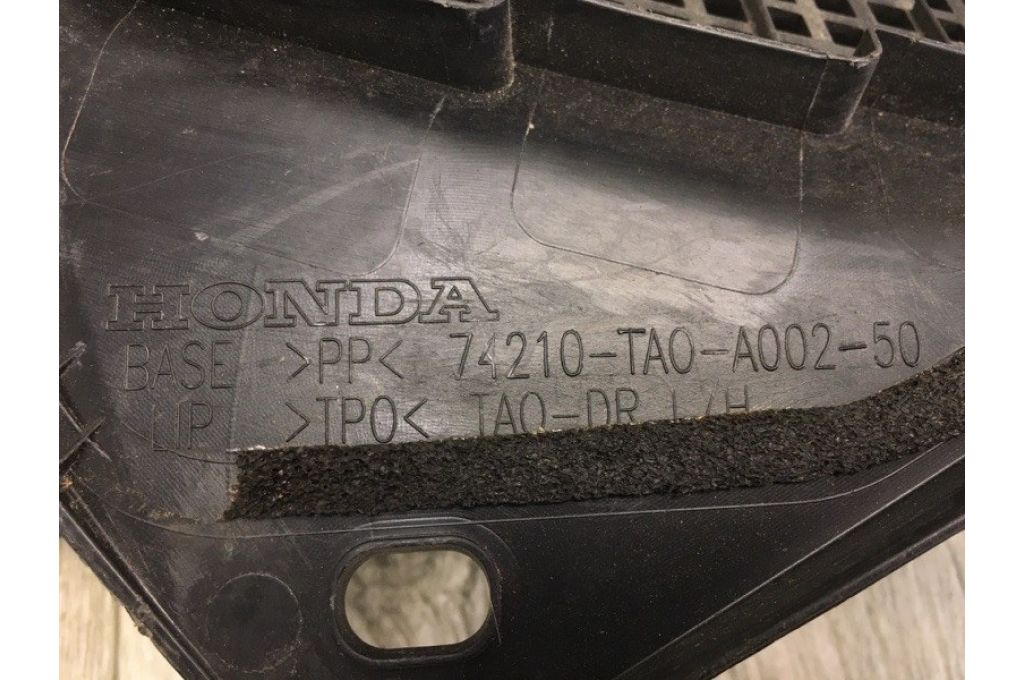 HONDA
BASE >PP< 74210-TA0-A002-50
LIP >TPO< TA0-DR L/H